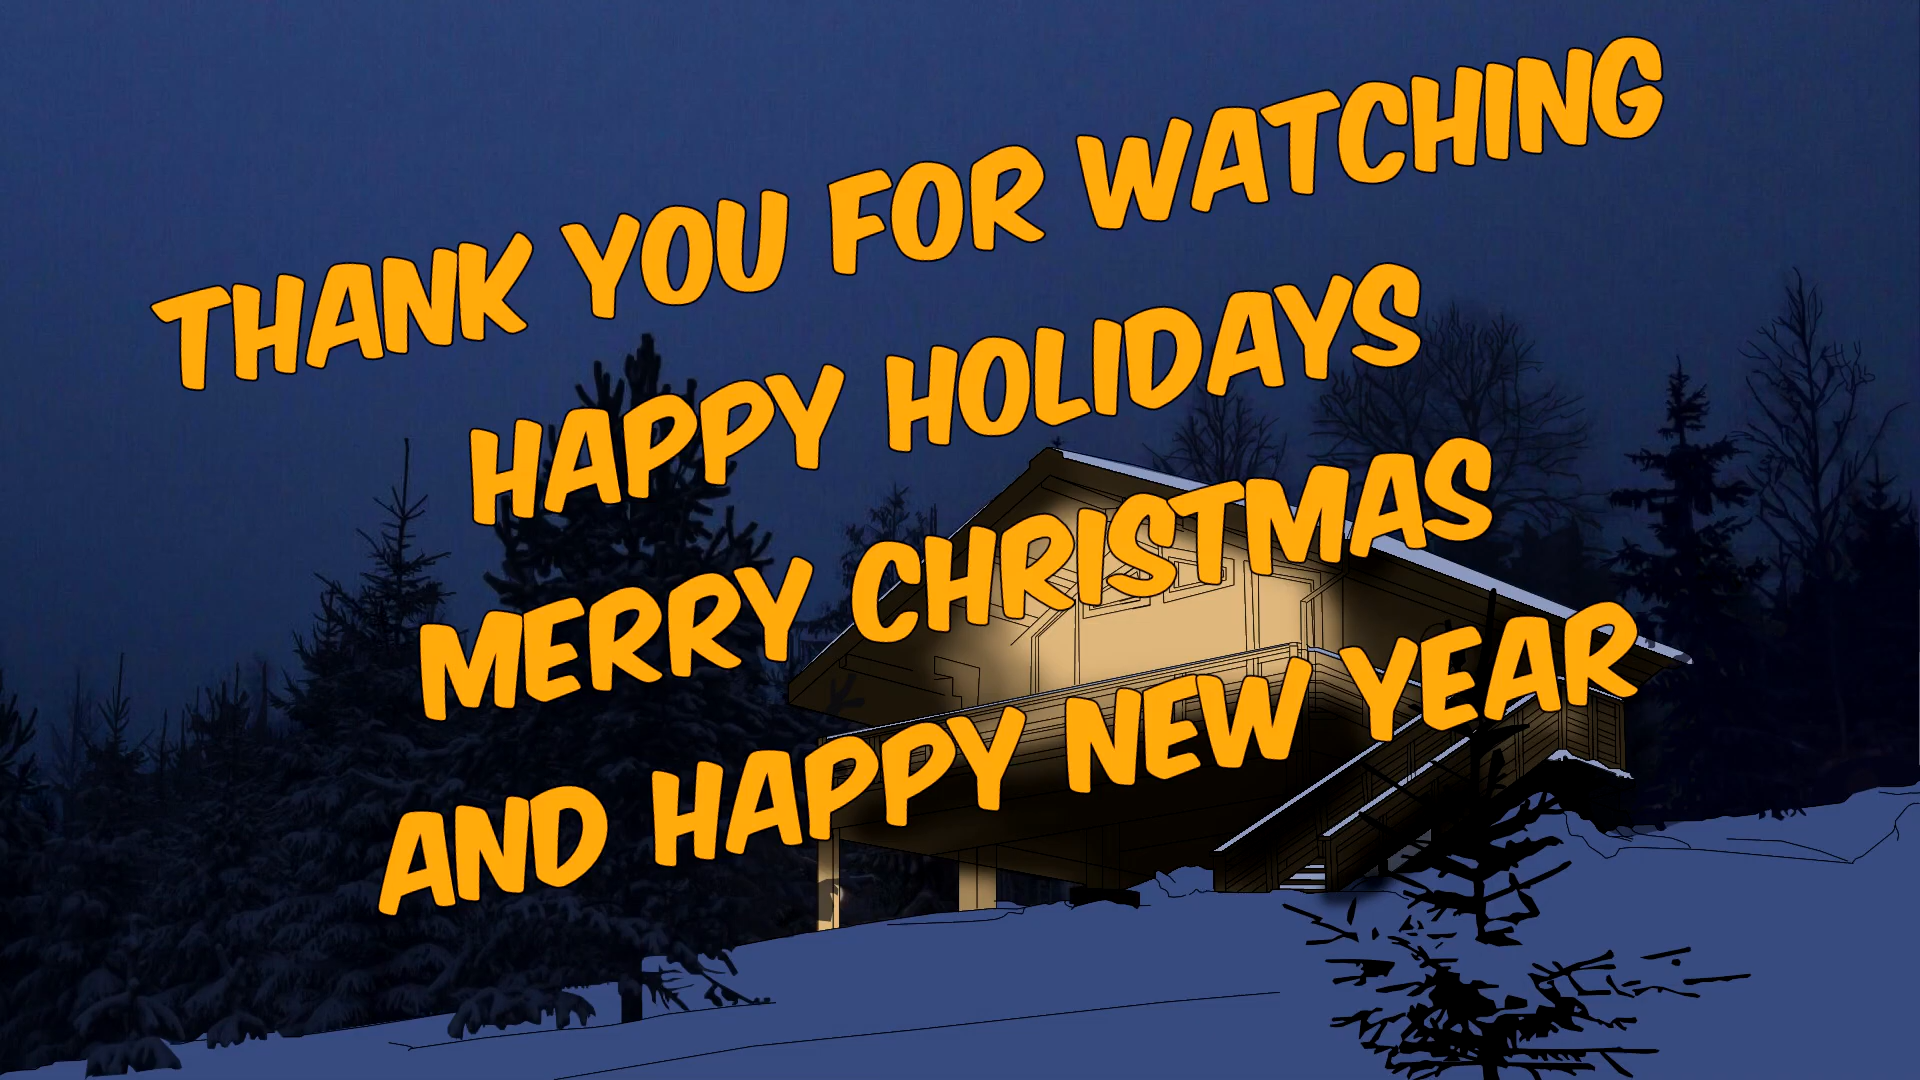 THANK YOU FOR WATCHING
HAPPY HOLIDAYS
MERRY CHRISTMAS
AND HAPPY NEW YEAR